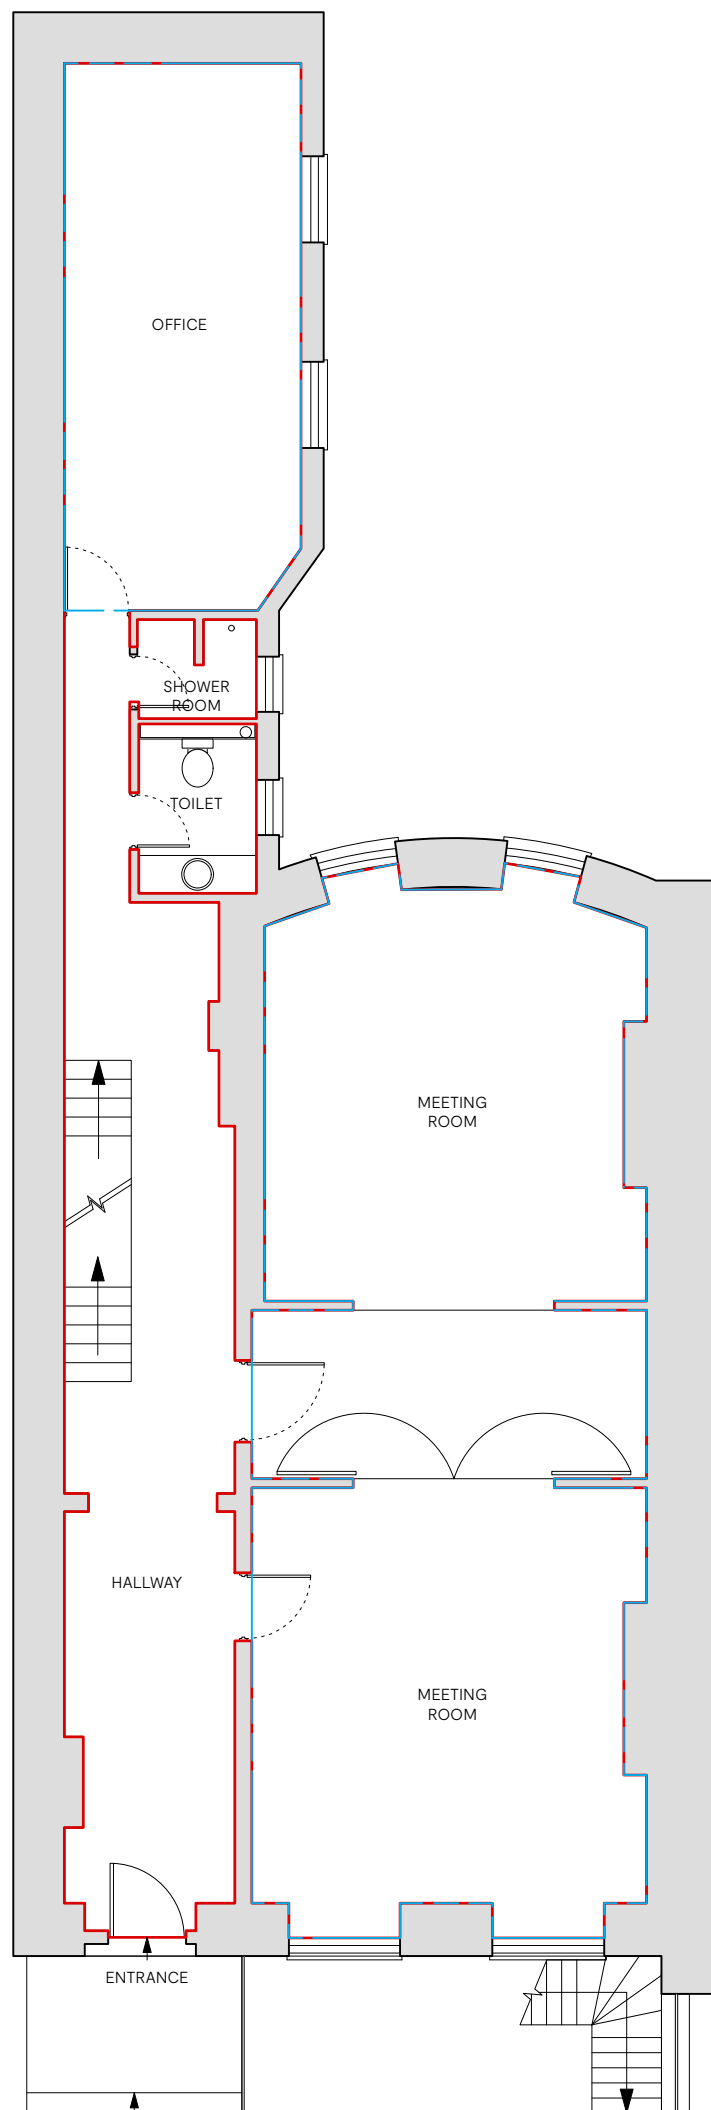 OFFICE
SHOWER
ROOM
TOILET
MEETING
ROOM
HALLWAY
MEETING
ROOM
ENTRANCE